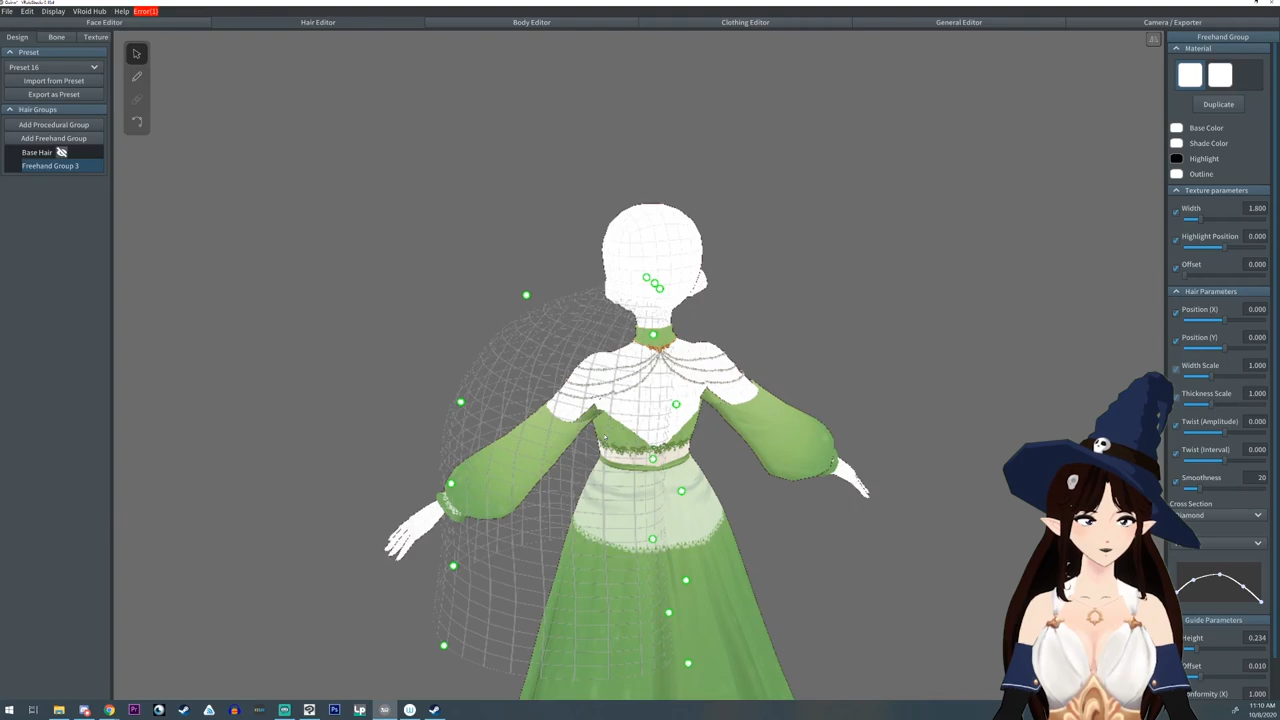 File Edit Display VRoid Hub Help Error(1)
Face Editor Hair Editor Body Editor Clothing Editor General Editor Camera / Exporter
Design Bone Texture
Preset
Preset 16
Import from Preset
Export as Preset
Hair Groups
Add Procedural Group
Add Freehand Group
Base Hair
Freehand Group 3
Freehand Group
Material
Duplicate
Base Color
Shade Color
Highlight
Outline
Texture parameters
Width 1.800
Highlight Position 0.000
Offset 0.000
Hair Parameters
Position (X) 0.000
Position (Y) 0.000
Width Scale 1.000
Thickness Scale 1.000
Twist (Amplitude) 0.000
Twist (Interval) 0.000
Smoothness 20
Cross Section
Diamond
Guide Parameters
Height 0.234
Offset 0.010
onformity (X) 1.000
11:10 AM
10/8/2020